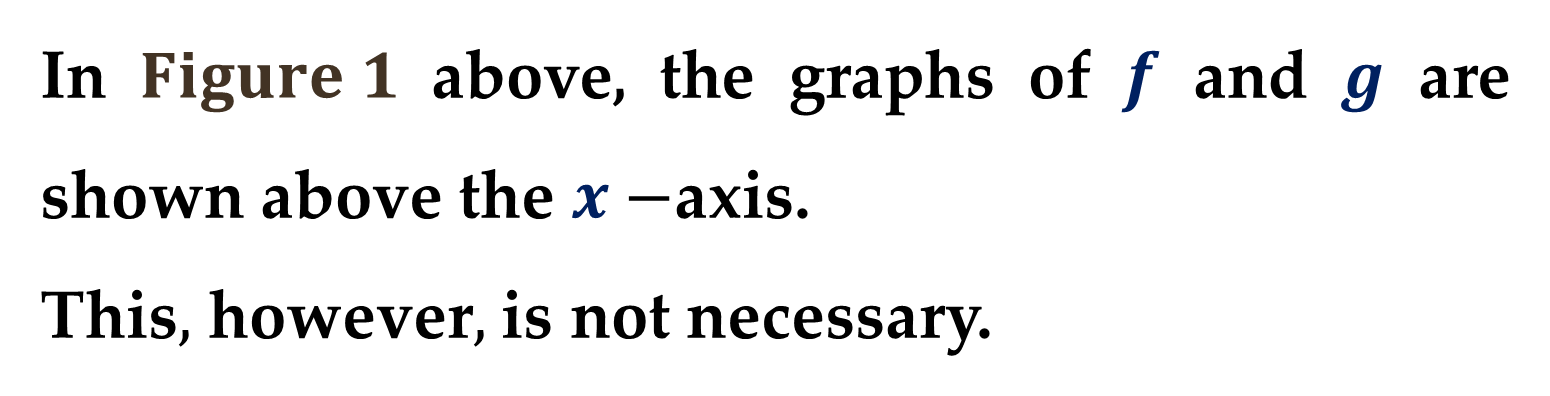 In Figure 1 above, the graphs of f and g are
shown above the x –axis.
This, however, is not necessary.